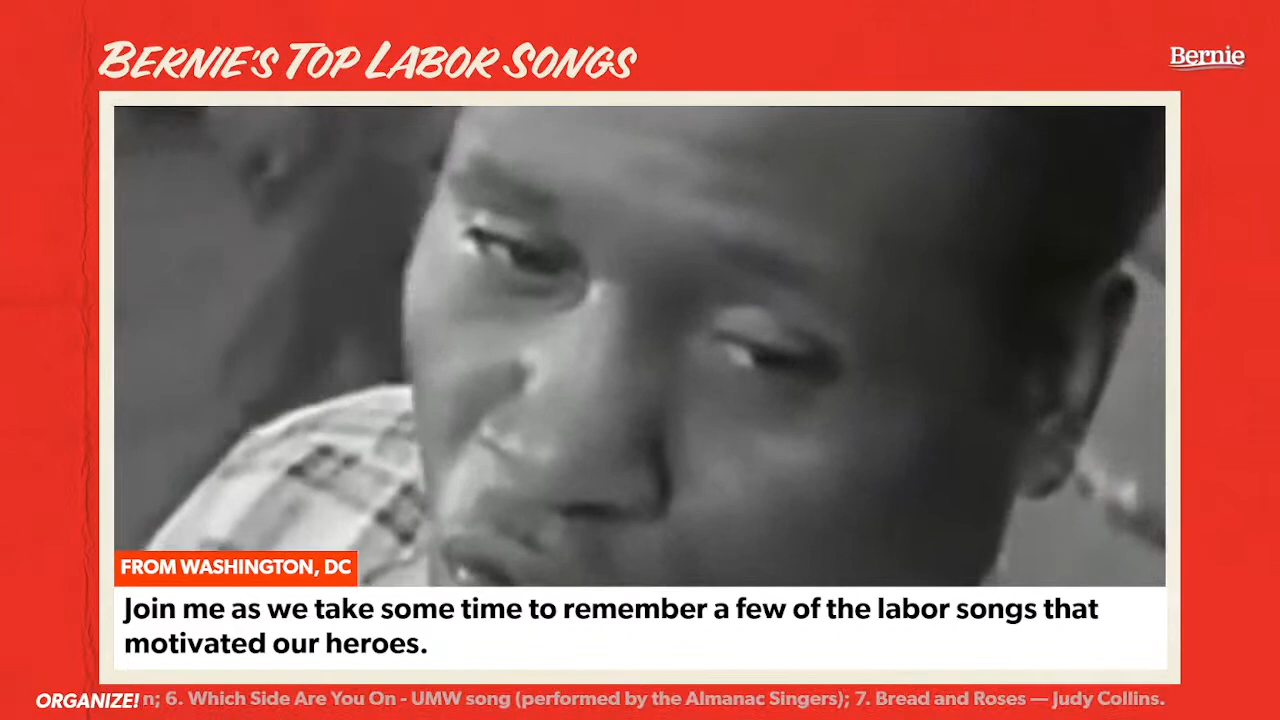 BERNIE'S TOP LABOR SONGS
Bernie
FROM WASHINGTON, DC
Join me as we take some time to remember a few of the labor songs that
motivated our heroes.
ORGANIZE! n; 6. Which Side Are You On - UMW song (performed by the Almanac Singers); 7. Bread and Roses — Judy Collins.